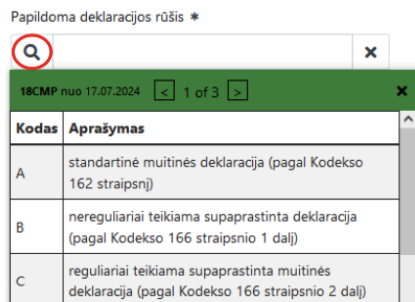 Papildoma deklaracijos rūšis *
18CMP nuo 17.07.2024 < 1 of 3 >
Kodas Aprašymas
A standartinė muitinės deklaracija (pagal Kodekso
162 straipsnį)
B nereguliariai teikiama supaprastinta deklaracija
(pagal Kodekso 166 straipsnio 1 dalį)
C reguliariai teikiama supaprastinta muitinės
deklaracija (pagal Kodekso 166 straipsnio 2 dalį)